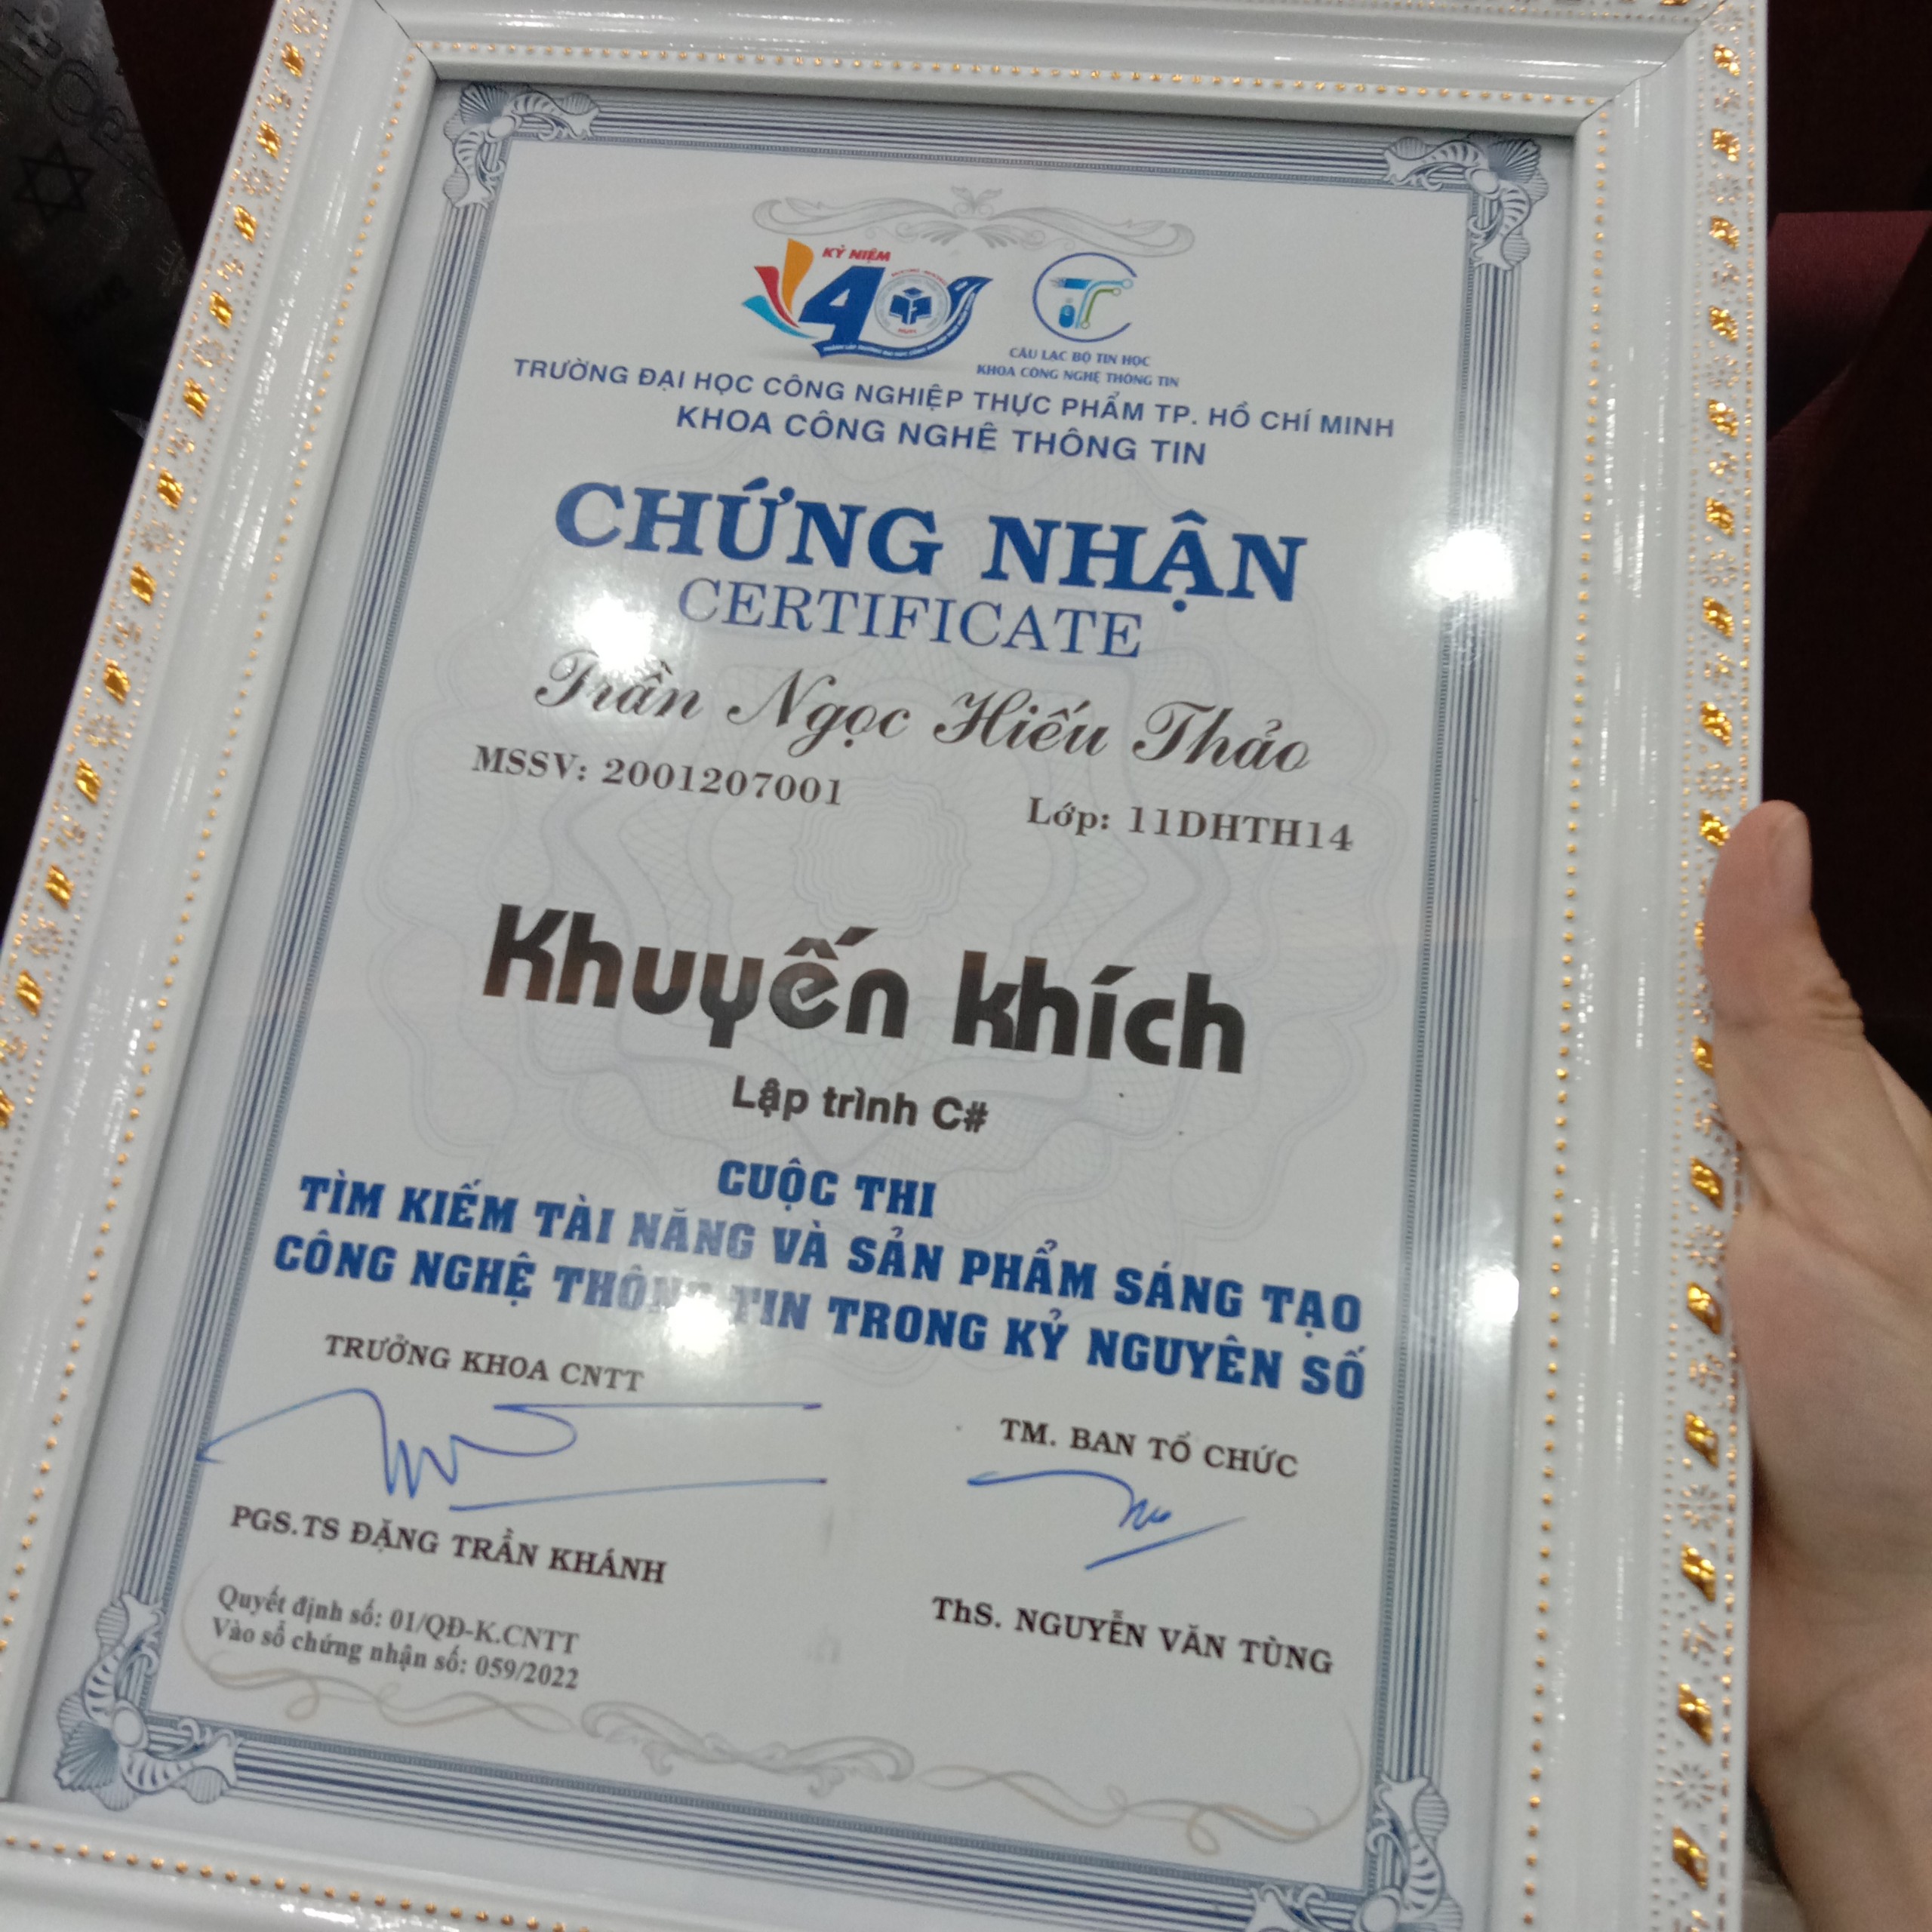 KỶ NIỆM
40
CÂU LẠC BỘ TIN HỌC
KHOA CÔNG NGHỆ THÔNG TIN
TRƯỜNG ĐẠI HỌC CÔNG NGHIỆP THỰC PHẨM TP. HỒ CHÍ MINH
KHOA CÔNG NGHỆ THÔNG TIN
CHỨNG NHẬN
CERTIFICATE
Trần Ngọc Hiếu Thảo
MSSV: 2001207001 Lớp: 11DHTH14
Khuyến khích
Lập trình C#
CUỘC THI
TÌM KIẾM TÀI NĂNG VÀ SẢN PHẨM SÁNG TẠO
CÔNG NGHỆ THÔNG TIN TRONG KỶ NGUYÊN SỐ
TRƯỞNG KHOA CNTT
TM. BAN TỔ CHỨC
PGS.TS ĐẶNG TRẦN KHÁNH
ThS. NGUYỄN VĂN TÙNG
Quyết định số: 01/QĐ-K.CNTT
Vào sổ chứng nhận số: 059/2022